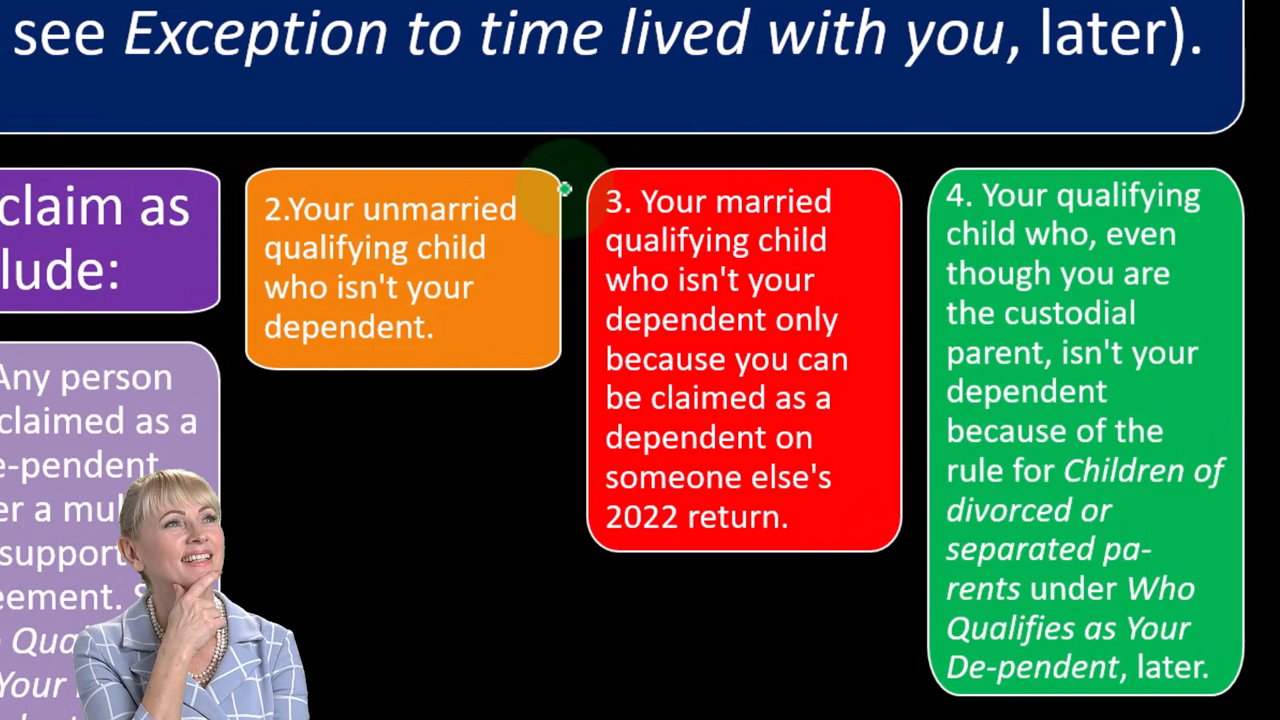 see Exception to time lived with you, later).
claim as
lude:
Any person
claimed as a
e-pendent
er a mul
support
eement.
Qua
Your
2.Your unmarried
qualifying child
who isn't your
dependent.
3. Your married
qualifying child
who isn't your
dependent only
because you can
be claimed as a
dependent on
someone else's
2022 return.
4. Your qualifying
child who, even
though you are
the custodial
parent, isn't your
dependent
because of the
rule for Children of
divorced or
separated pa-
rents under Who
Qualifies as Your
De-pendent, later.